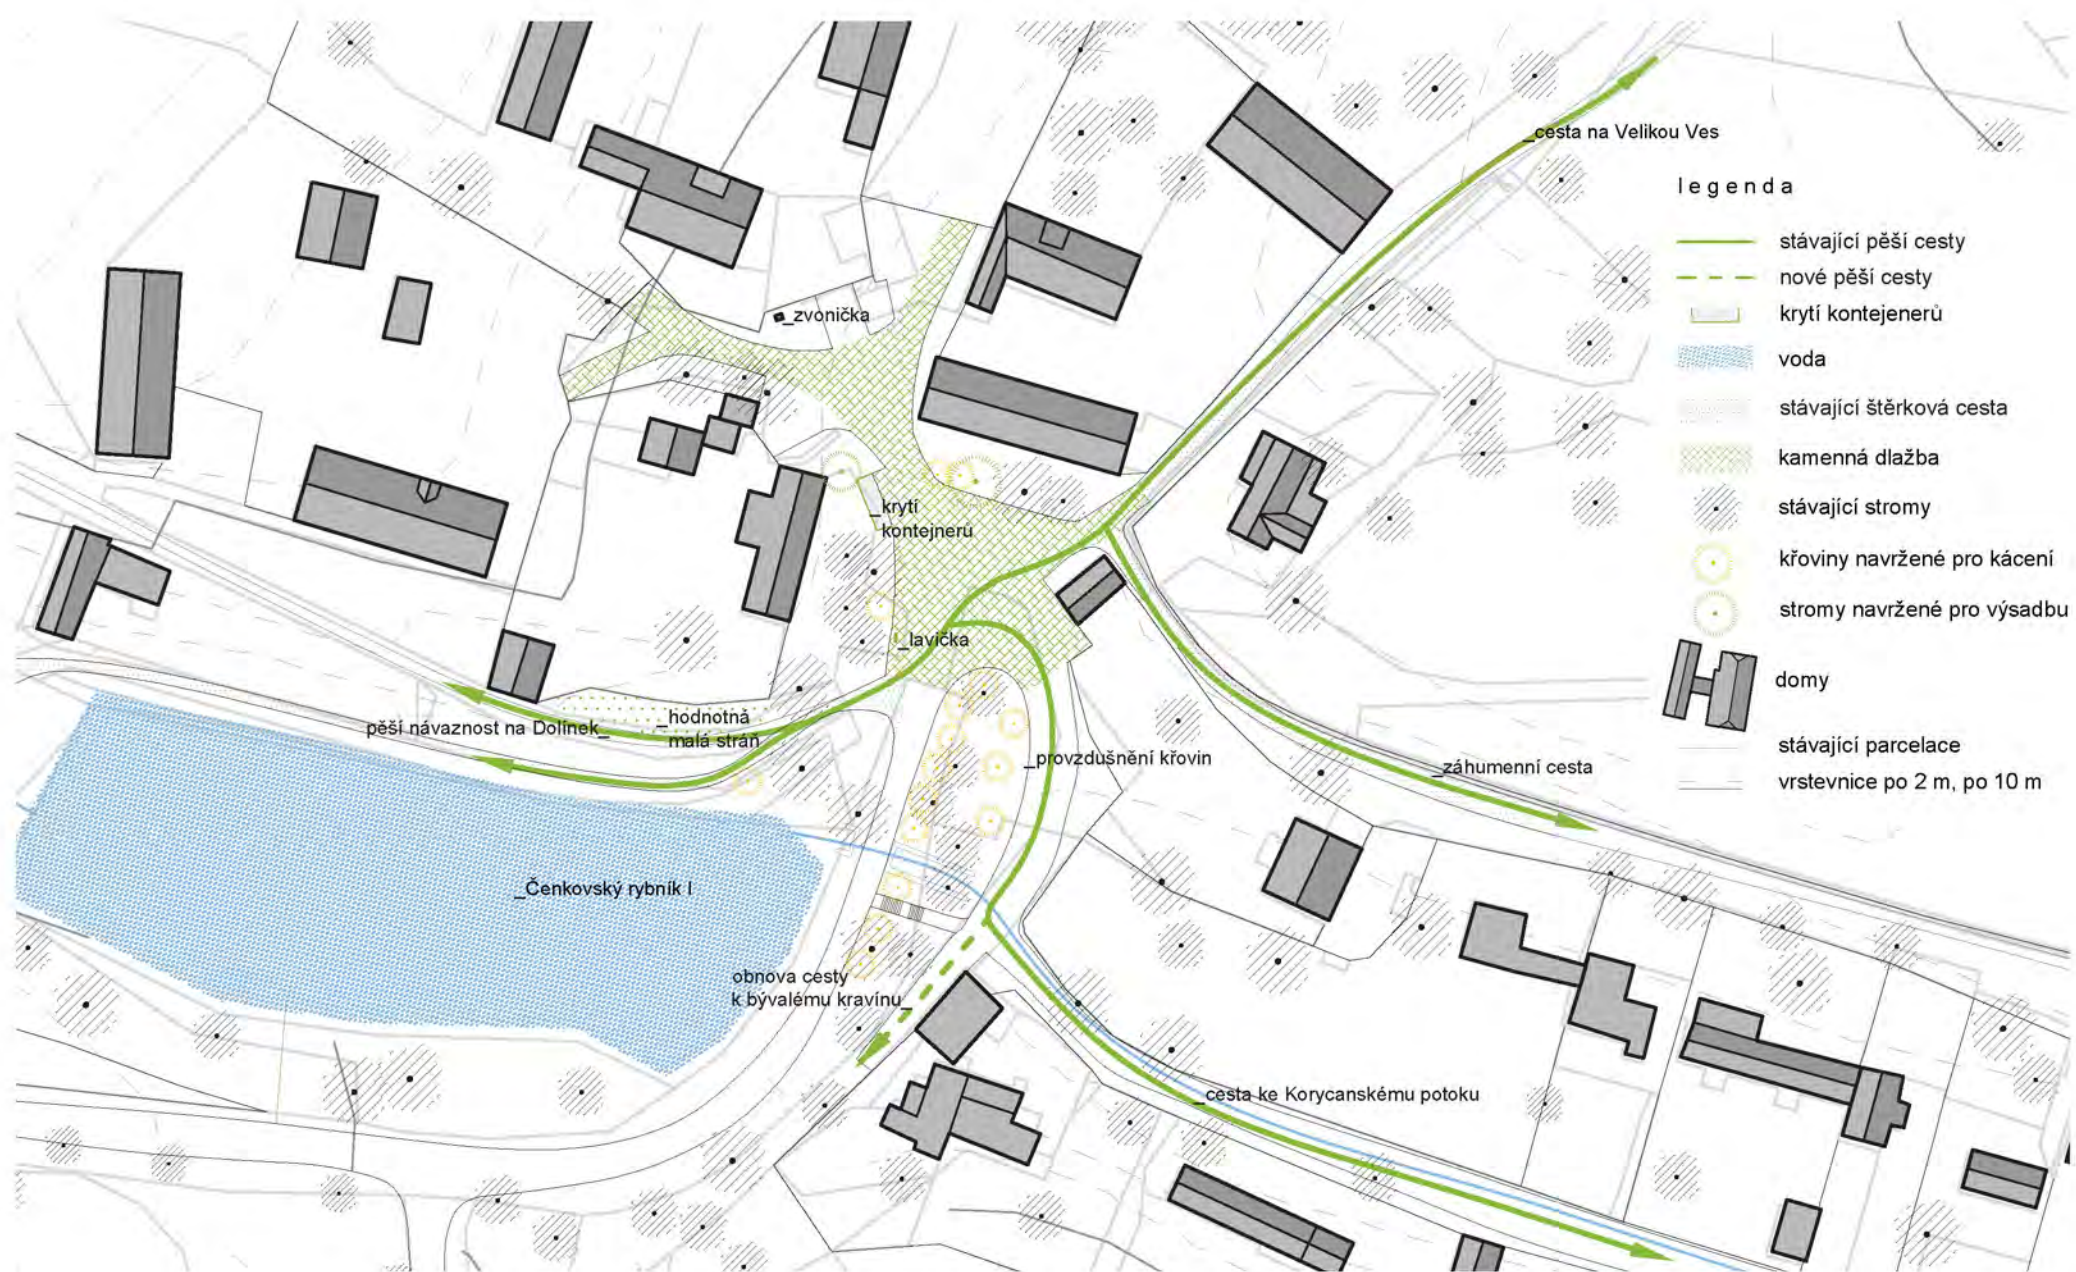 _cesta na Velikou Ves
legenda
stávající pěší cesty
nové pěší cesty
krytí kontejenerů
voda
stávající štěrková cesta
kamenná dlažba
stávající stromy
křoviny navržené pro kácení
stromy navržené pro výsadbu
domy
stávající parcelace
vrstevnice po 2 m, po 10 m
_zvonička
_krytí
kontejnerů
_lavička
_hodnotná
malá stráň
pěší návaznost na Dolínek_
_provzdušnění křovin
_záhumenní cesta
_Čenkovský rybník I
obnova cesty
k bývalému kravínu_
_cesta ke Korycanskému potoku